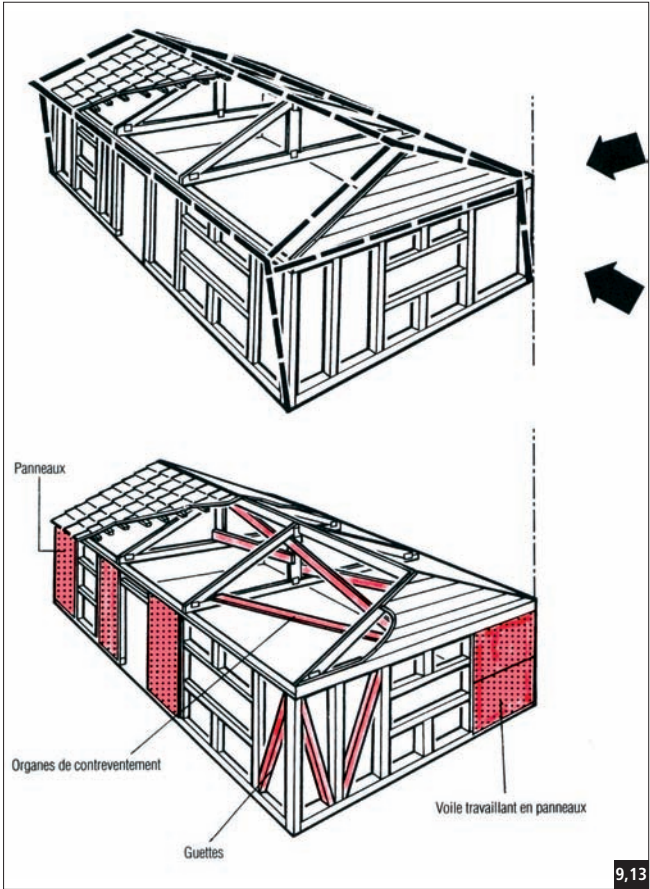 Panneaux
Organes de contreventement
Voile travaillant en panneaux
Guettes
9,13